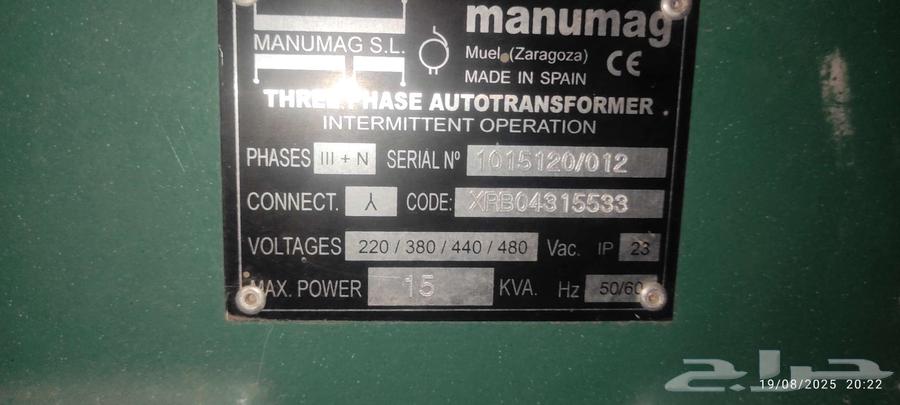 manumag
MANUMAG S.L.
Muel (Zaragoza)
CE
MADE IN SPAIN
THREE PHASE AUTOTRANSFORMER
INTERMITTENT OPERATION
PHASES III + N SERIAL Nº 1015120/012
CONNECT. CODE: XRB04315533
VOLTAGES 220 / 380 / 440 / 480 Vac. IP 23
MAX. POWER 15 KVA. Hz 50/60
حراج
19/08/2025 20:22